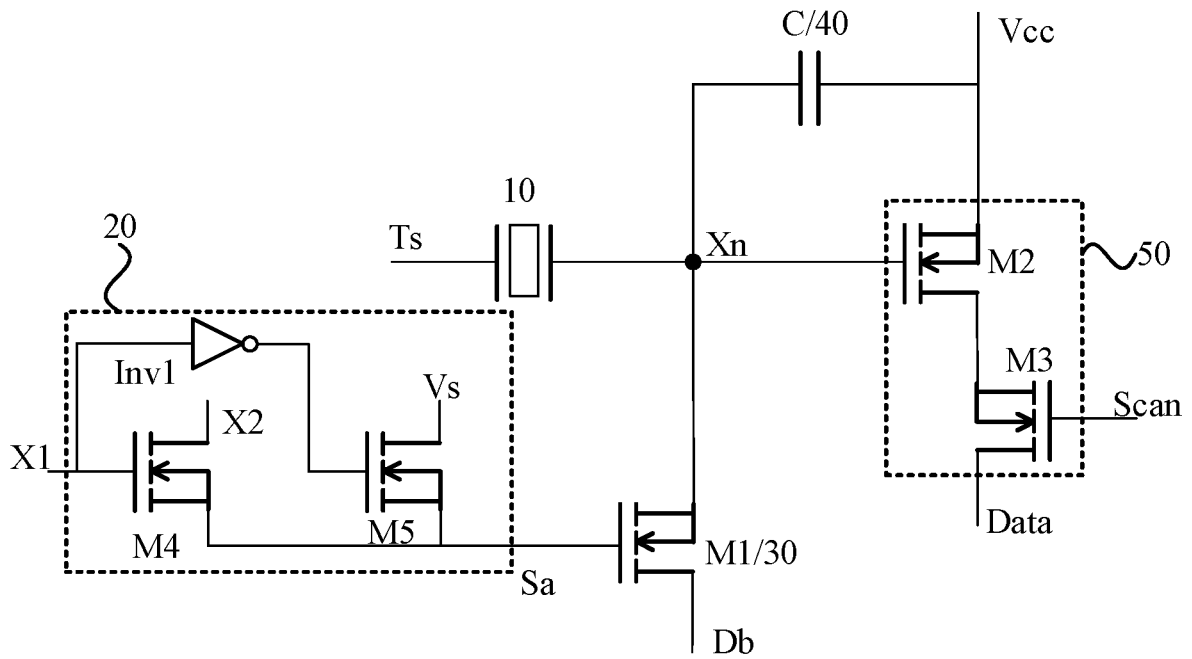 C/40
Vcc
10
20
Ts
Xn
M2
50
Inv1
M3
Vs
X2
Scan
X1
M4
M5
Data
M1/30
Sa
Db